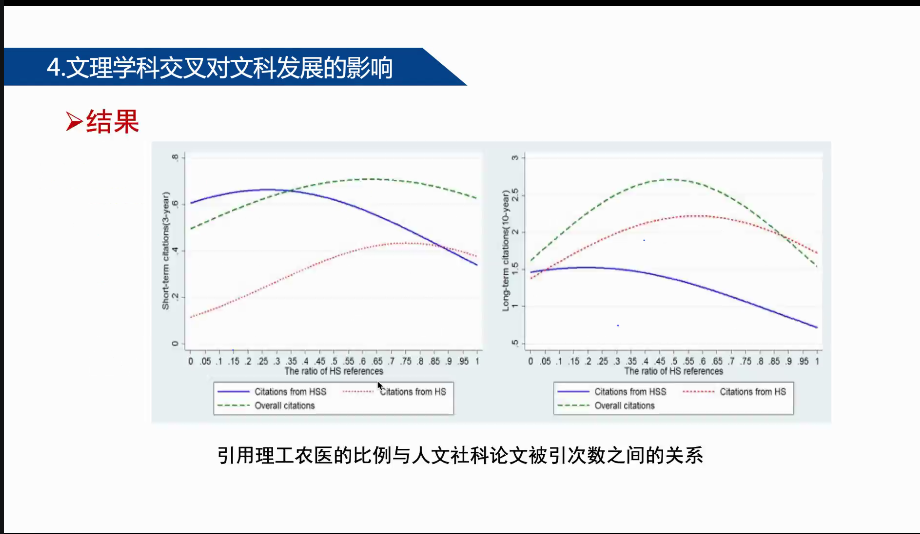 4.文理学科交叉对文科发展的影响
➢结果
Short-term citations(3-year)
.8
.6
.4
.2
0
0 .05 .1 .15 .2 .25 .3 .35 .4 .45 .5 .55 .6 .65 .7 .75 .8 .85 .9 .95 1
The ratio of HS references
Citations from HSS
Citations from HS
Overall citations
Long-term citations(10-year)
3
2.5
2
1.5
1
.5
0 .05 .1 .15 .2 .25 .3 .35 .4 .45 .5 .55 .6 .65 .7 .75 .8 .85 .9 .95 1
The ratio of HS references
Citations from HSS
Citations from HS
Overall citations
引用理工农医的比例与人文社科论文被引次数之间的关系